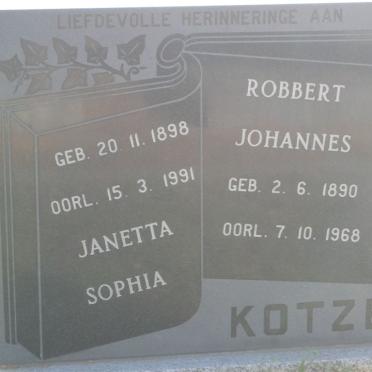 LIEFDEVOLLE HERINNERINGE AAN
GEB. 20. 11. 1898
OORL. 15. 3. 1991
JANETTA
SOPHIA
ROBBERT
JOHANNES
GEB. 2. 6. 1890
OORL. 7. 10. 1968
KOTZE